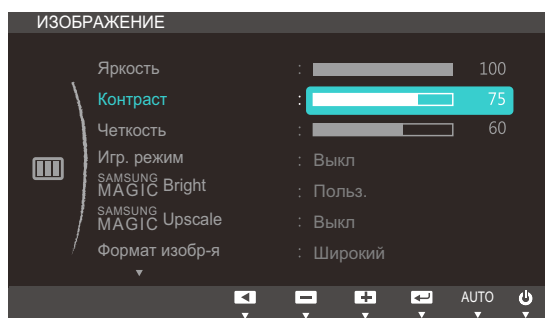 ИЗОБРАЖЕНИЕ
Яркость : 100
Контраст : 75
Четкость : 60
Игр. режим : Выкл
SAMSUNG MAGIC Bright : Польз.
SAMSUNG MAGIC Upscale : Выкл
Формат изобр-я : Широкий
AUTO